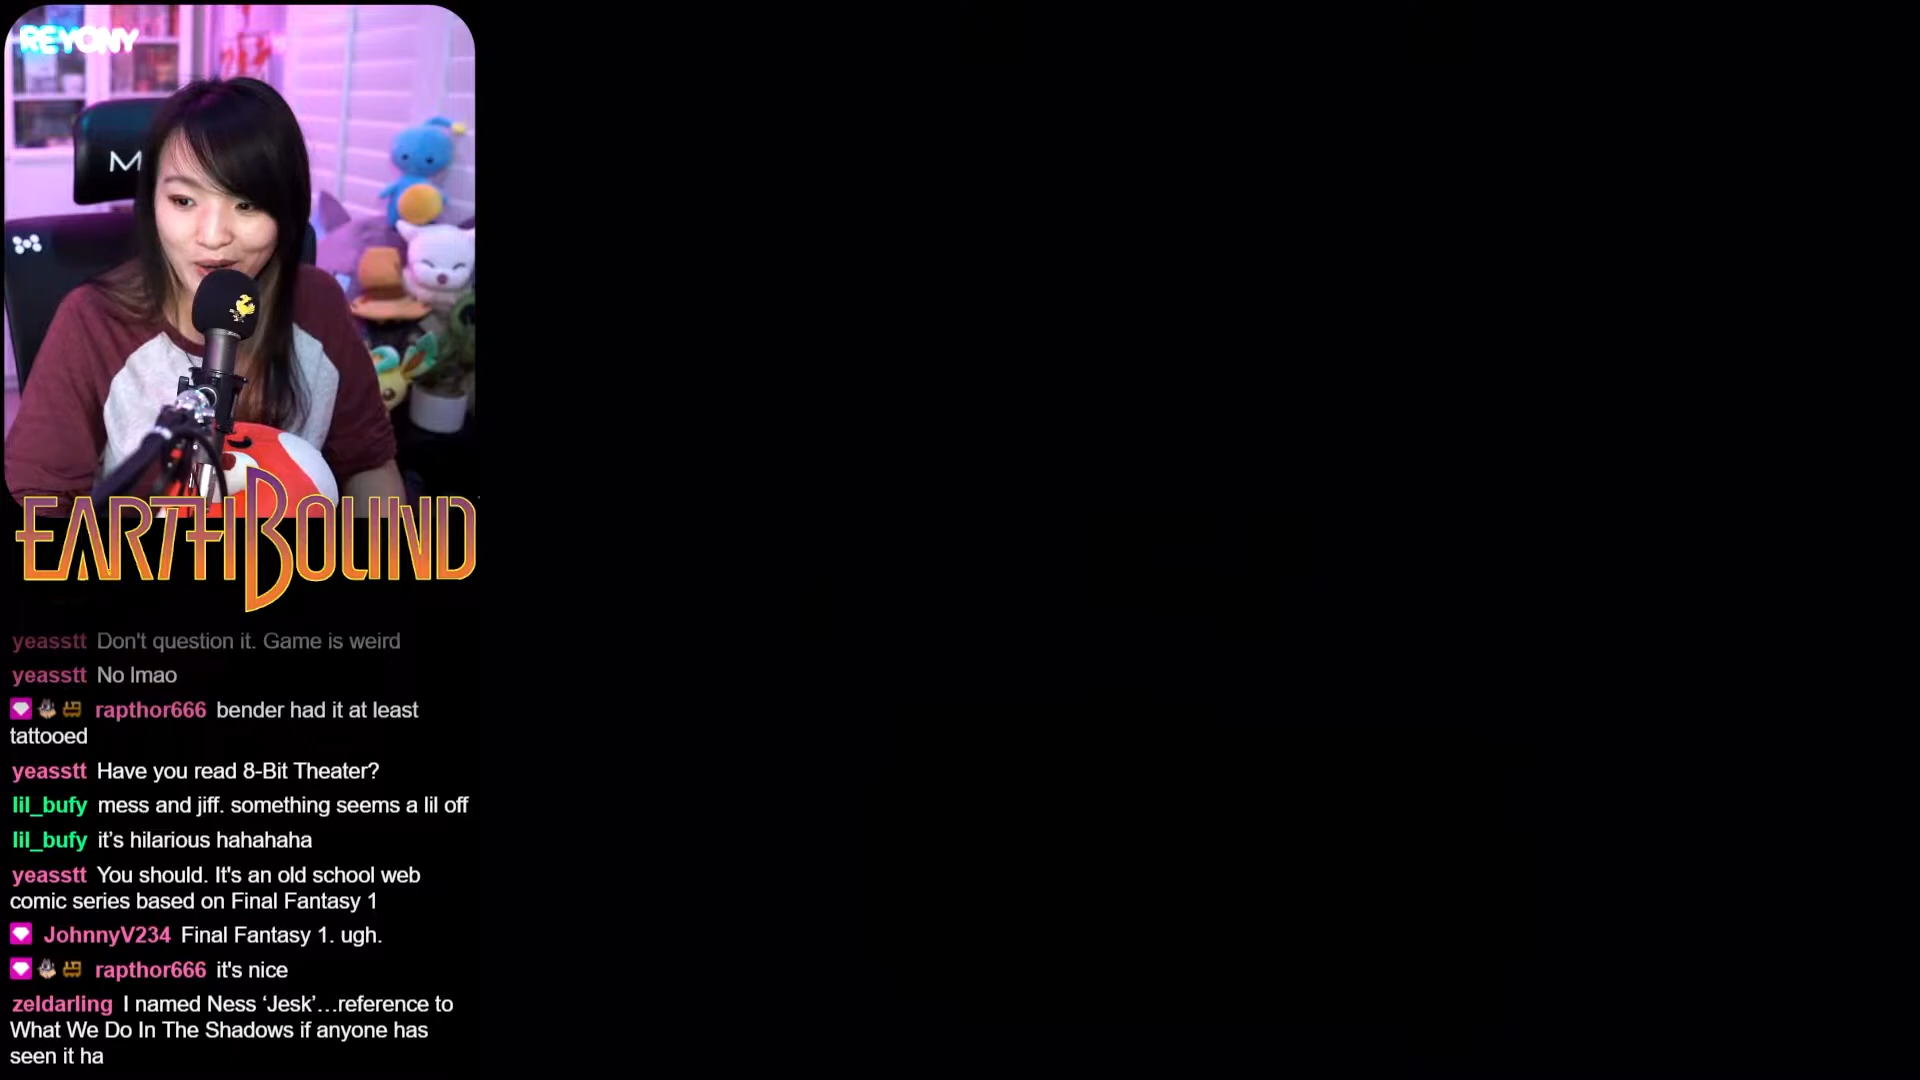 REYONY
M
EARTHBOUND
yeasstt Don't question it. Game is weird
yeasstt No lmao
rapthor666 bender had it at least
tattooed
yeasstt Have you read 8-Bit Theater?
lil_bufy mess and jiff. something seems a lil off
lil_bufy it’s hilarious hahahaha
yeasstt You should. It's an old school web
comic series based on Final Fantasy 1
JohnnyV234 Final Fantasy 1. ugh.
rapthor666 it's nice
zeldarling I named Ness ‘Jesk’…reference to
What We Do In The Shadows if anyone has
seen it ha